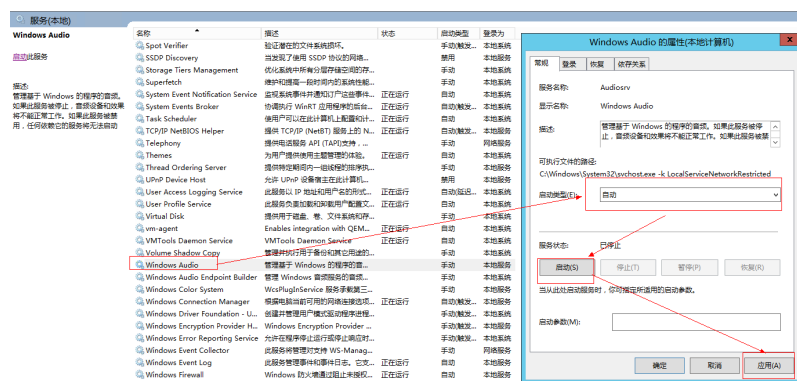 服务(本地)
Windows Audio
启动此服务
描述:
管理基于 Windows 的程序的音频。
如果此服务被停止，音频设备和效果
将不能正常工作。如果此服务被禁
用，任何依赖它的服务将无法启动
名称 描述 状态 启动类型 登录为
Spot Verifier 验证潜在的文件系统损坏。 手动(触发... 本地系统
SSDP Discovery 当发现了使用 SSDP 协议的网络... 禁用 本地服务
Storage Tiers Management 优化系统中所有分层存储空间的存... 手动 本地系统
Superfetch 维护和提高一段时间内的系统性能... 手动 本地系统
System Event Notification Service 监视系统事件并通知订户这些事件... 正在运行 自动 本地系统
System Events Broker 协调执行 WinRT 应用程序的后台... 正在运行 自动(触发... 本地系统
Task Scheduler 使用户可以在此计算机上配置和计... 正在运行 自动 本地系统
TCP/IP NetBIOS Helper 提供 TCP/IP (NetBT) 服务上的 N... 正在运行 自动(触发... 本地服务
Telephony 提供电话服务 API (TAPI)支持， ... 手动 网络服务
Themes 为用户提供使用主题管理的体验。 正在运行 自动 本地系统
Thread Ordering Server 提供特定期间内一组线程的排序执... 手动 本地服务
UPnP Device Host 允许 UPnP 设备宿主在此计算机... 禁用 本地服务
User Access Logging Service 此服务以 IP 地址和用户名的形式... 正在运行 自动(延迟... 本地系统
User Profile Service 此服务负责加载和卸载用户配置文... 正在运行 自动 本地系统
Virtual Disk 提供用于磁盘、卷、文件系统和存... 手动 本地系统
vm-agent Enables integration with QEM... 正在运行 自动 本地系统
VMTools Daemon Service VMTools Daemon Service 正在运行 自动 本地系统
Volume Shadow Copy 管理并执行用于备份和其它用途的... 手动 本地系统
Windows Audio 管理基于 Windows 的程序的音... 手动 本地服务
Windows Audio Endpoint Builder 管理 Windows 音频服务的音频... 手动 本地系统
Windows Color System WcsPlugInService 服务承载第三... 手动 本地服务
Windows Connection Manager 根据电脑当前可用的网络连接选项... 正在运行 自动(触发... 本地服务
Windows Driver Foundation - U... 创建并管理用户模式驱动程序进程... 手动(触发... 本地系统
Windows Encryption Provider H... Windows Encryption Provider ... 手动(触发... 本地服务
Windows Error Reporting Service 允许在程序停止运行或停止响应时... 手动(触发... 本地系统
Windows Event Collector 此服务将管理对支持 WS-Manag... 手动 网络服务
Windows Event Log 此服务管理事件和事件日志。它支... 正在运行 自动 本地服务
Windows Firewall Windows 防火墙通过阻止未授权... 正在运行 自动 本地服务
Windows Audio 的属性(本地计算机)
常规 登录 恢复 依存关系
服务名称: Audiosrv
显示名称: Windows Audio
描述: 管理基于 Windows 的程序的音频。如果此服务被停
止，音频设备和效果将不能正常工作。如果此服务被禁
可执行文件的路径:
C:\Windows\System32\svchost.exe -k LocalServiceNetworkRestricted
启动类型(E): 自动
服务状态: 已停止
启动(S) 停止(T) 暂停(P) 恢复(R)
当从此处启动服务时，你可指定所适用的启动参数。
启动参数(M):
确定 取消 应用(A)